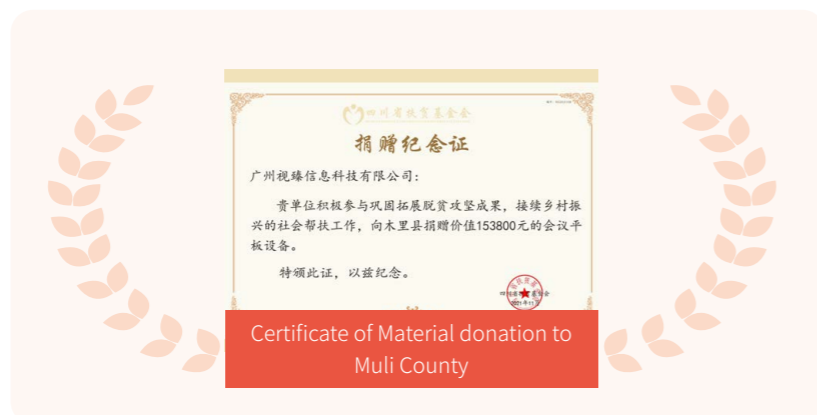 四川省教育基金会
捐赠纪念证
广州视臻信息科技有限公司：
贵单位积极参与巩固拓展脱贫攻坚成果，接续乡村振
兴的社会帮扶工作，向木里县捐赠价值153800元的会议平
板设备。
特颁此证，以兹纪念。
Certificate of Material donation to
Muli County